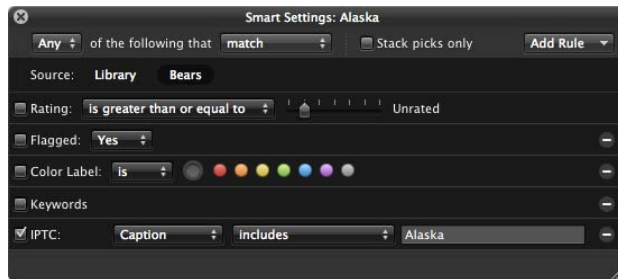 Smart Settings: Alaska
Any of the following that match Stack picks only Add Rule
Source: Library Bears
Rating: is greater than or equal to Unrated
Flagged: Yes
Color Label: is
Keywords
IPTC: Caption includes Alaska